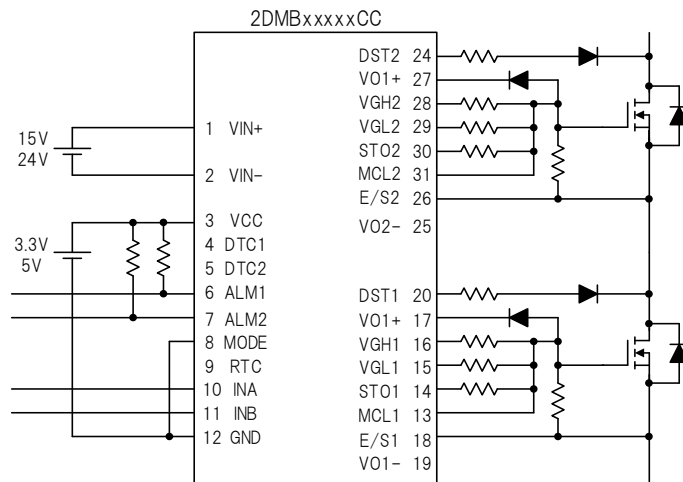 2DMBxxxxxCC
DST2 24
VO1+ 27
VGH2 28
VGL2 29
STO2 30
MCL2 31
E/S2 26
VO2- 25
15V
24V
1 VIN+
2 VIN-
3.3V
5V
3 VCC
4 DTC1
5 DTC2
6 ALM1
7 ALM2
8 MODE
9 RTC
10 INA
11 INB
12 GND
DST1 20
VO1+ 17
VGH1 16
VGL1 15
STO1 14
MCL1 13
E/S1 18
VO1- 19